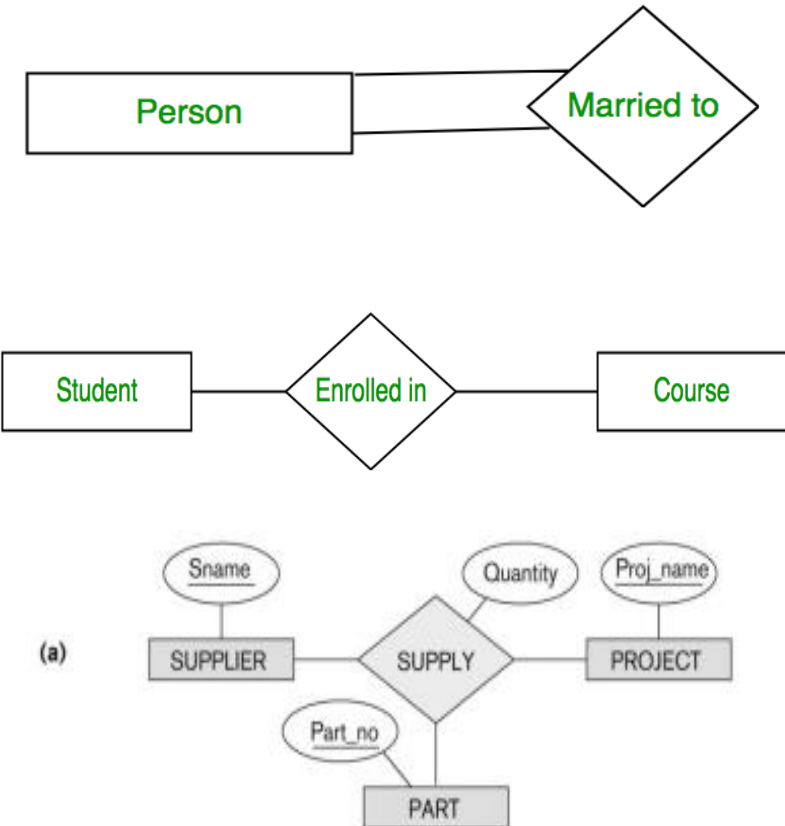 Person
Married to
Student
Enrolled in
Course
Sname
Quantity
Proj_name
(a)
SUPPLIER
SUPPLY
PROJECT
Part_no
PART